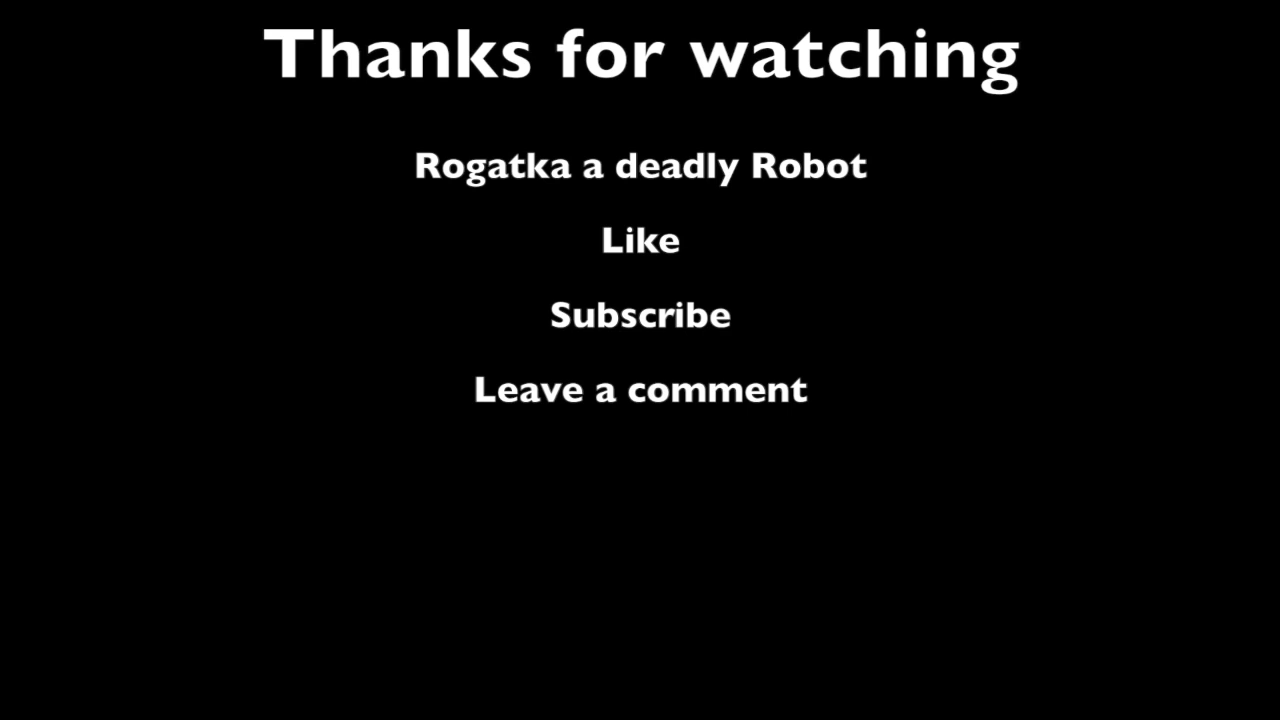 Thanks for watching
Rogatka a deadly Robot
Like
Subscribe
Leave a comment